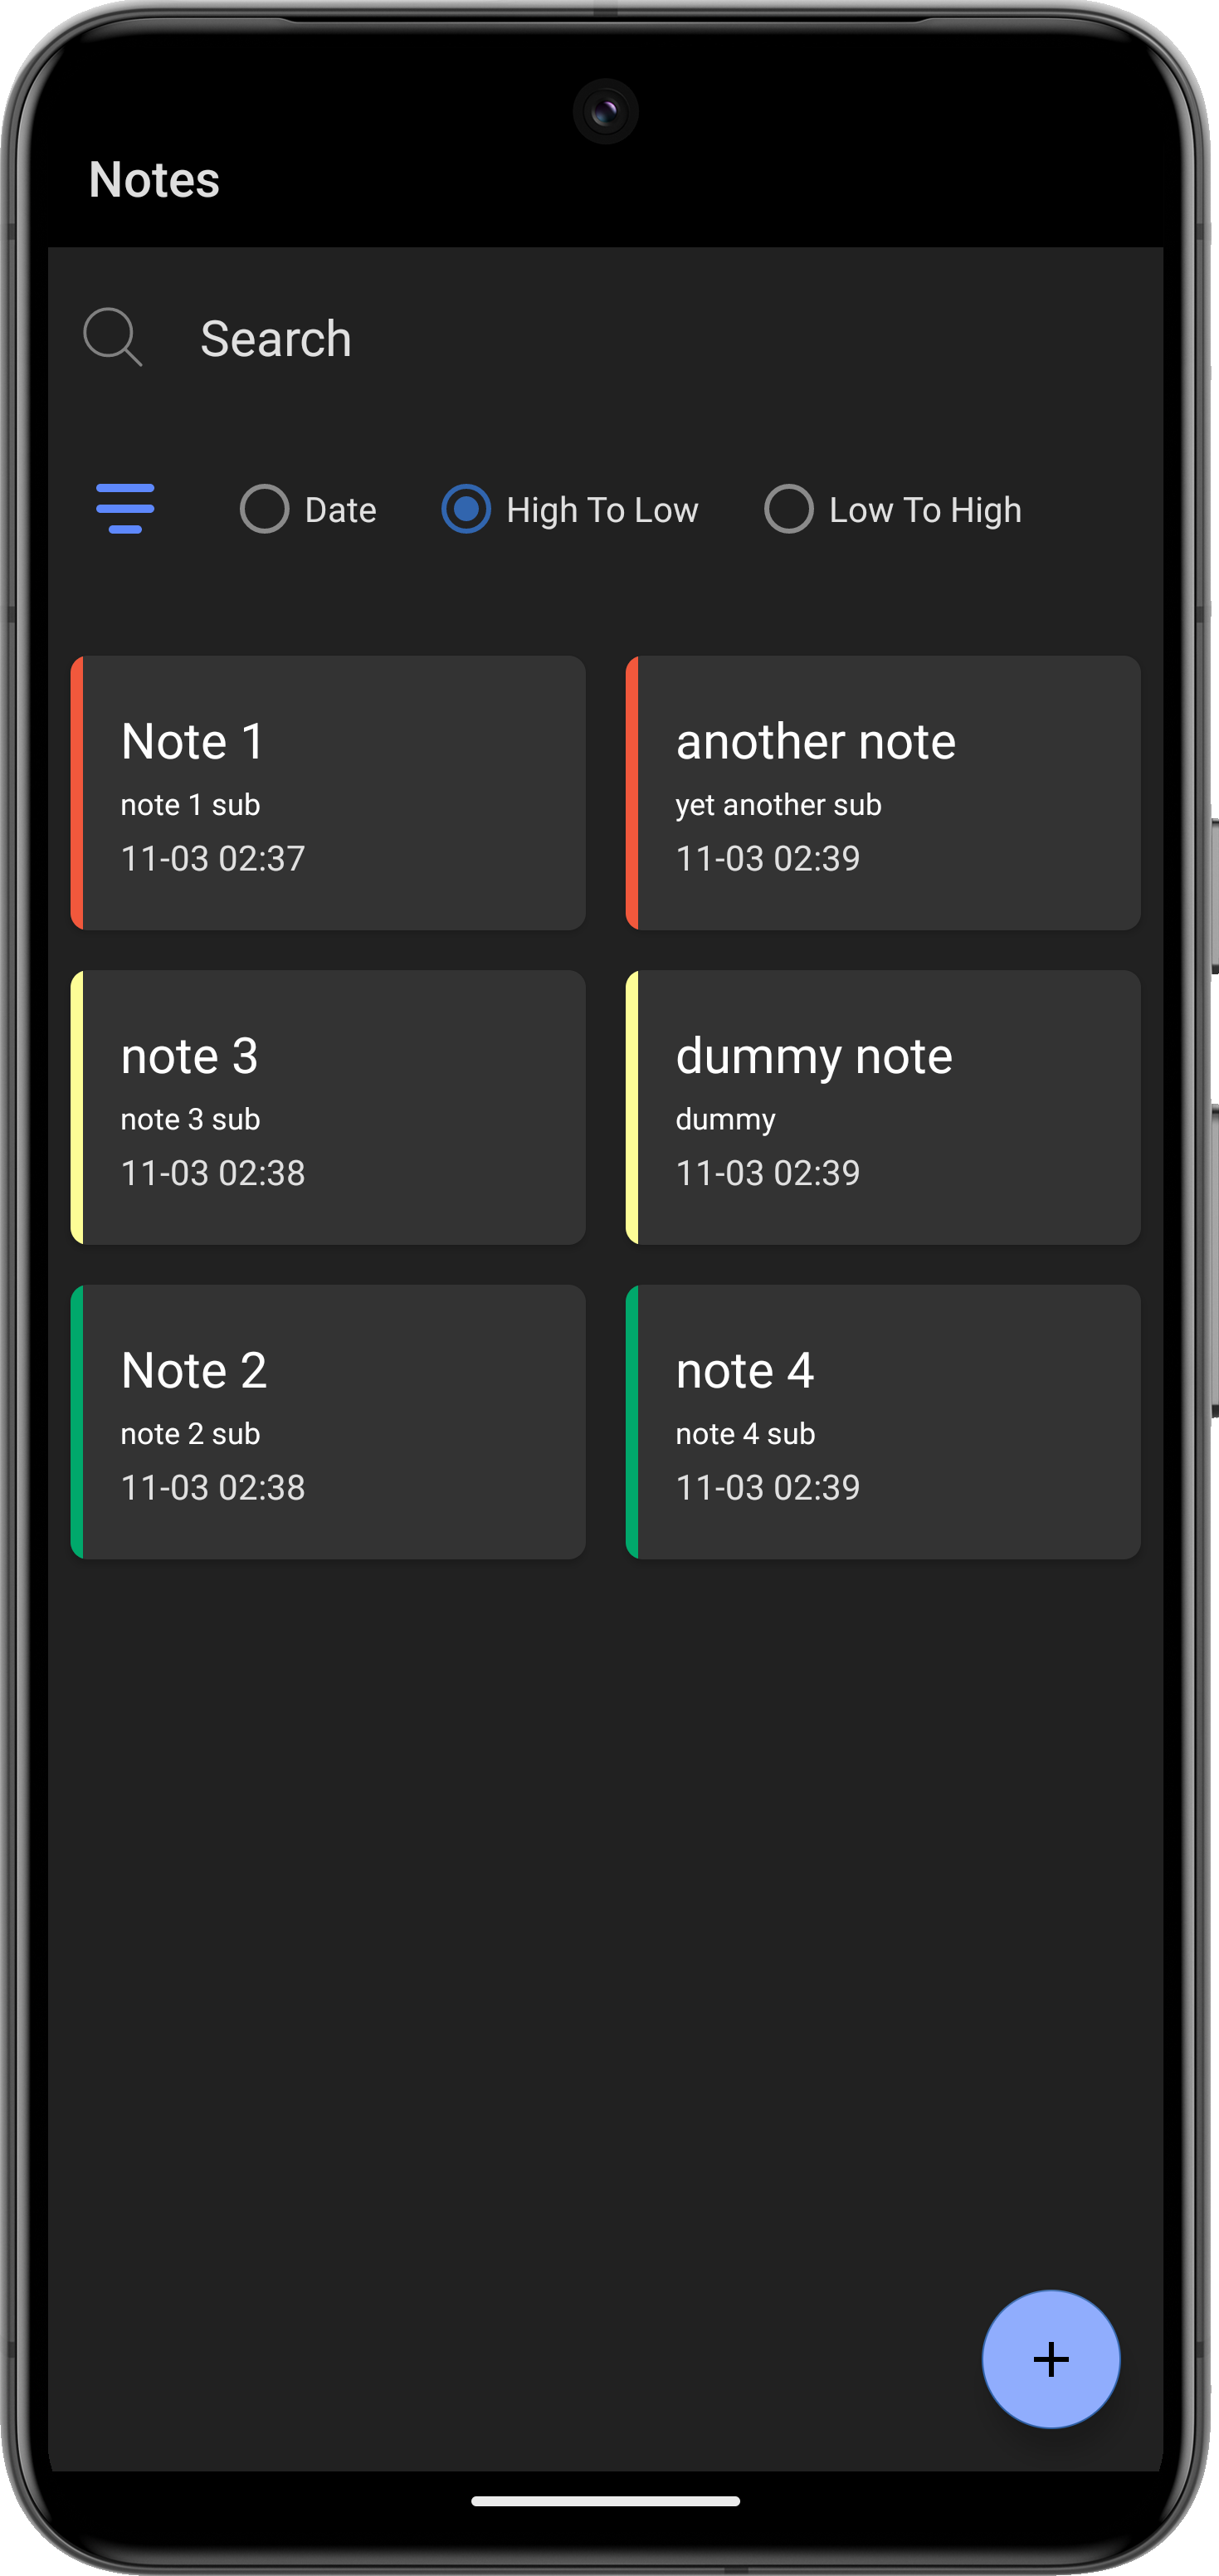 Notes
Search
Date
High To Low
Low To High
Note 1
note 1 sub
11-03 02:37
another note
yet another sub
11-03 02:39
note 3
note 3 sub
11-03 02:38
dummy note
dummy
11-03 02:39
Note 2
note 2 sub
11-03 02:38
note 4
note 4 sub
11-03 02:39